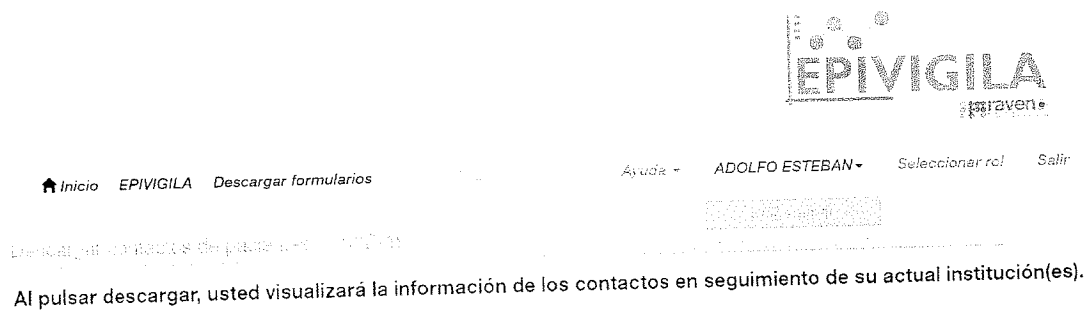 EPIVIGILA
Inicio EPIVIGILA Descargar formularios Ayuda ADOLFO ESTEBAN Seleccionar rol Salir
Al pulsar descargar, usted visualizará la información de los contactos en seguimiento de su actual institución(es).